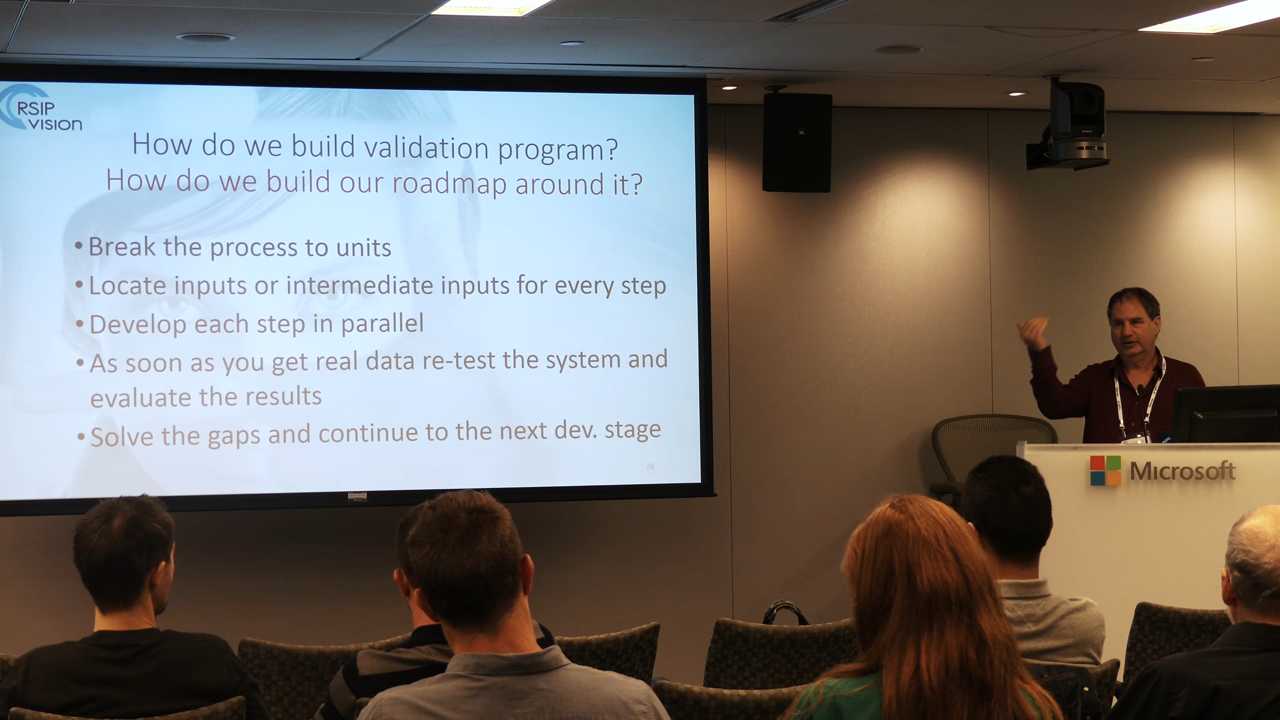 RSIP
VISION
How do we build validation program?
How do we build our roadmap around it?
• Break the process to units
• Locate inputs or intermediate inputs for every step
• Develop each step in parallel
• As soon as you get real data re-test the system and
evaluate the results
• Solve the gaps and continue to the next dev. stage
Microsoft